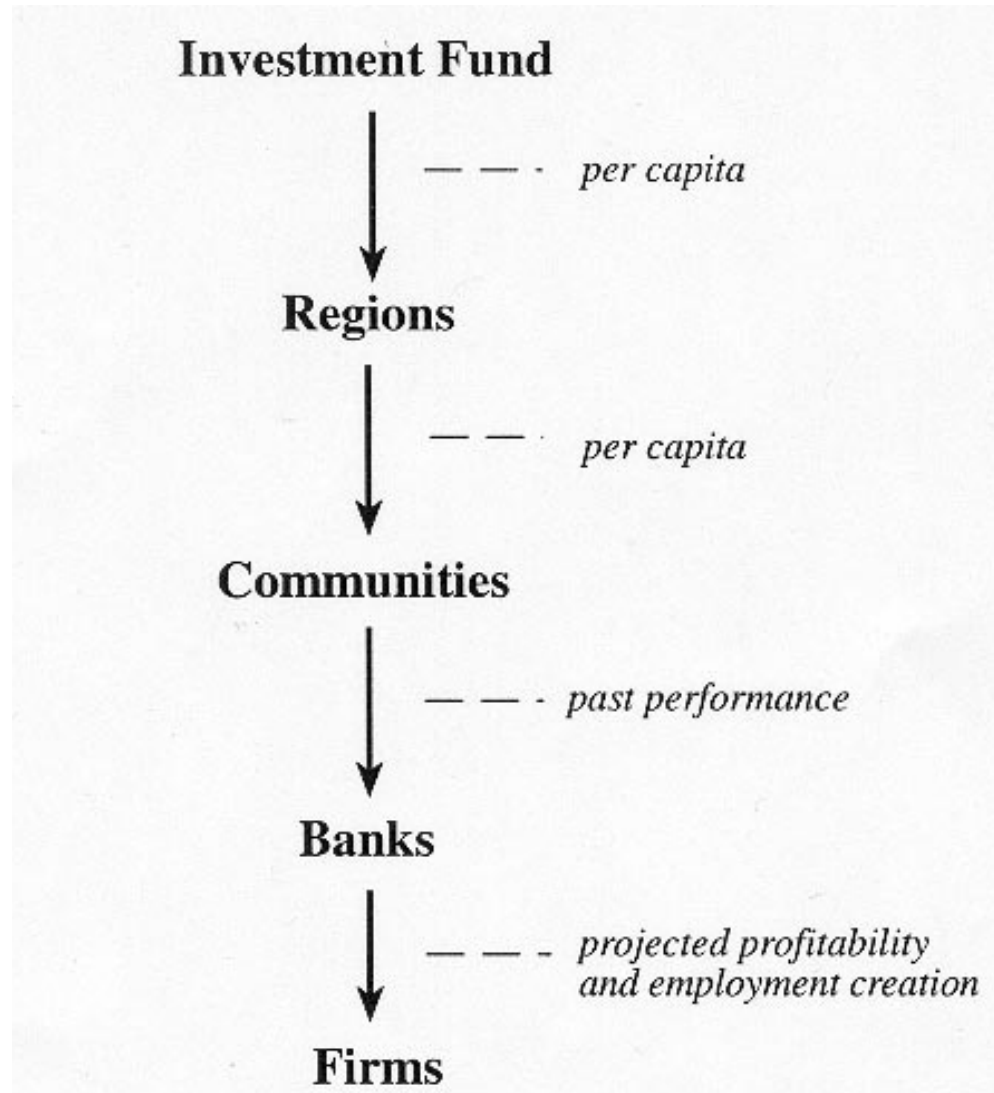 Investment Fund
per capita
Regions
per capita
Communities
past performance
Banks
projected profitability
and employment creation
Firms